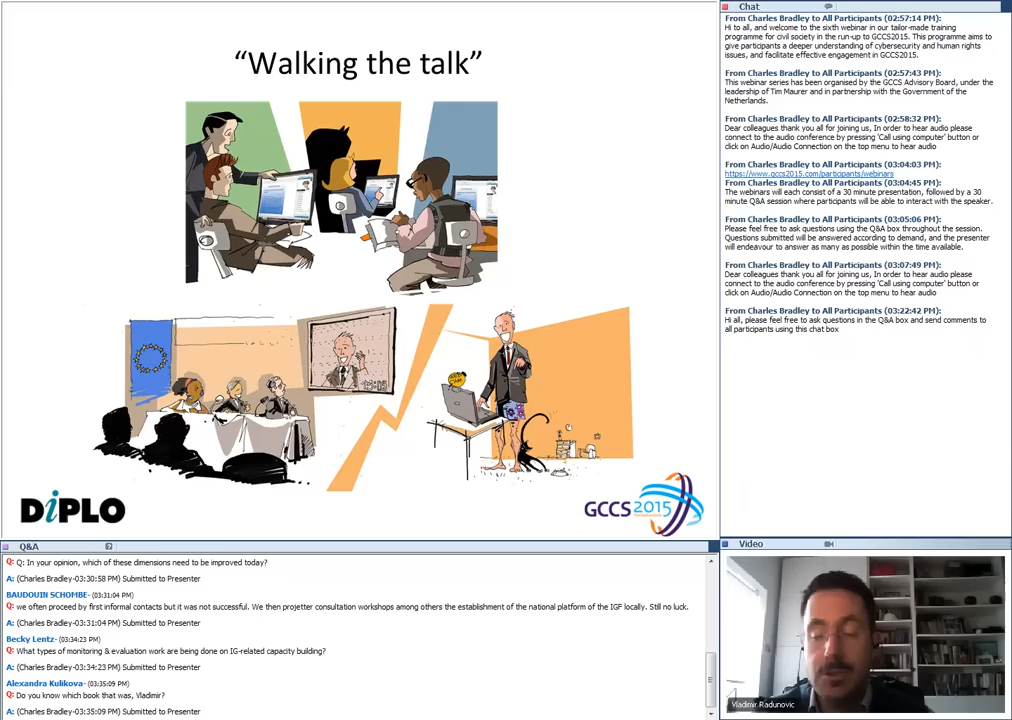 “Walking the talk”
13:05
DiPLO
GCCS 2015
Chat
From Charles Bradley to All Participants (02:57:14 PM):
Hi to all, and welcome to the sixth webinar in our tailor-made training
programme for civil society in the run-up to GCCS2015. This programme aims to
give participants a deeper understanding of cybersecurity and human rights
issues, and facilitate effective engagement in GCCS2015.
From Charles Bradley to All Participants (02:57:43 PM):
This webinar series has been organised by the GCCS Advisory Board, under the
leadership of Tim Maurer and in partnership with the Government of the
Netherlands.
From Charles Bradley to All Participants (02:58:32 PM):
Dear colleagues thank you all for joining us, In order to hear audio please
connect to the audio conference by pressing 'Call using computer' button or
click on Audio/Audio Connection on the top menu to hear audio
From Charles Bradley to All Participants (03:04:03 PM):
https://www.gccs2015.com/participants/webinars
From Charles Bradley to All Participants (03:04:45 PM):
The webinars will each consist of a 30 minute presentation, followed by a 30
minute Q&A session where participants will be able to interact with the speaker.
From Charles Bradley to All Participants (03:05:06 PM):
Please feel free to ask questions using the Q&A box throughout the session.
Questions submitted will be answered according to demand, and the presenter
will endeavour to answer as many as possible within the time available.
From Charles Bradley to All Participants (03:07:49 PM):
Dear colleagues thank you all for joining us, In order to hear audio please
connect to the audio conference by pressing 'Call using computer' button or
click on Audio/Audio Connection on the top menu to hear audio
From Charles Bradley to All Participants (03:22:42 PM):
Hi all, please feel free to ask questions in the Q&A box and send comments to
all participants using this chat box
Q&A
Q: Q: In your opinion, which of these dimensions need to be improved today?
A: (Charles Bradley-03:30:58 PM) Submitted to Presenter
BAUDOUIN SCHOMBE- (03:31:04 PM)
Q: we often proceed by first informal contacts but it was not successful. We then projetter consultation workshops among others the establishment of the national platform of the IGF locally. Still no luck.
A: (Charles Bradley-03:31:04 PM) Submitted to Presenter
Becky Lentz- (03:34:23 PM)
Q: What types of monitoring & evaluation work are being done on IG-related capacity building?
A: (Charles Bradley-03:34:23 PM) Submitted to Presenter
Alexandra Kulikova- (03:35:09 PM)
Q: Do you know which book that was, Vladimir?
A: (Charles Bradley-03:35:09 PM) Submitted to Presenter
Video
Vladimir Radunovic